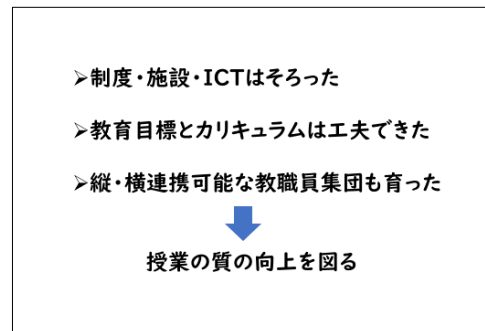 ➢制度・施設・ICTはそろった
➢教育目標とカリキュラムは工夫できた
➢縦・横連携可能な教職員集団も育った
授業の質の向上を図る